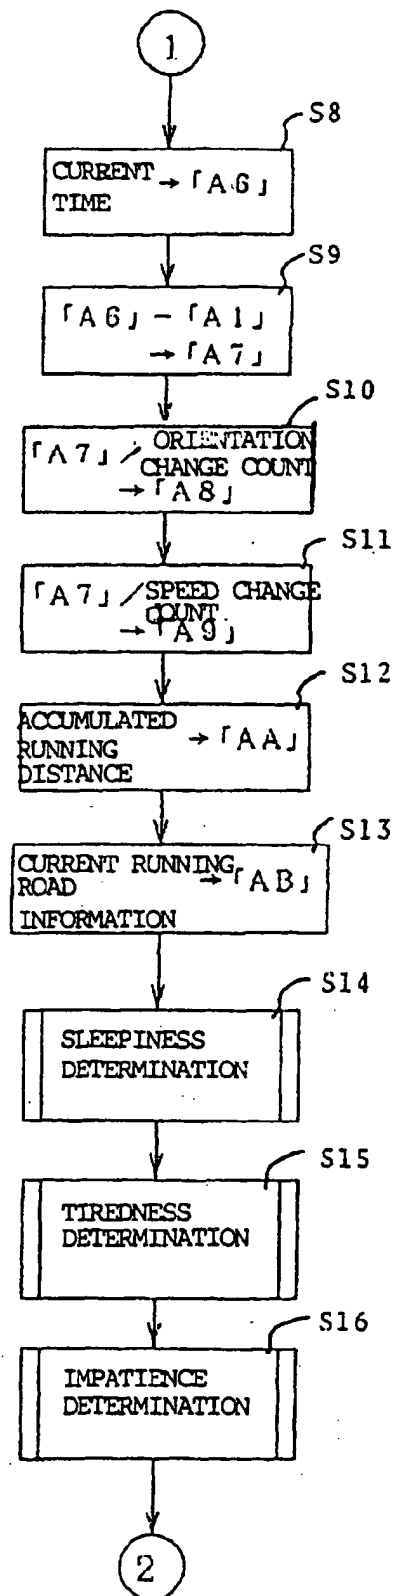 1
S8
CURRENT → 「A6」
TIME
S9
「A6」 − 「A1」
→「A7」
S10
「A7」/ ORIENTATION
CHANGE COUNT
→「A8」
S11
「A7」/SPEED CHANGE
COUNT
→「A9」
S12
ACCUMULATED
RUNNING → 「AA」
DISTANCE
S13
CURRENT RUNNING
ROAD →「AB」
INFORMATION
S14
SLEEPINESS
DETERMINATION
S15
TIREDNESS
DETERMINATION
S16
IMPATIENCE
DETERMINATION
2